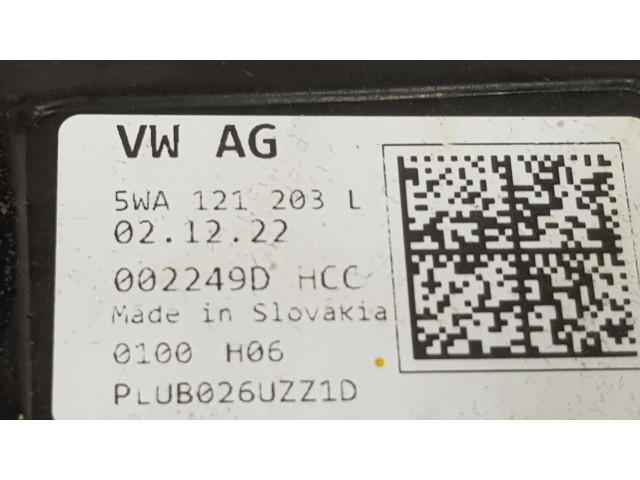 VW AG
5WA 121 203 L
02.12.22
002249D HCC
Made in Slovakia
0100 H06
PLUB026UZZ1D